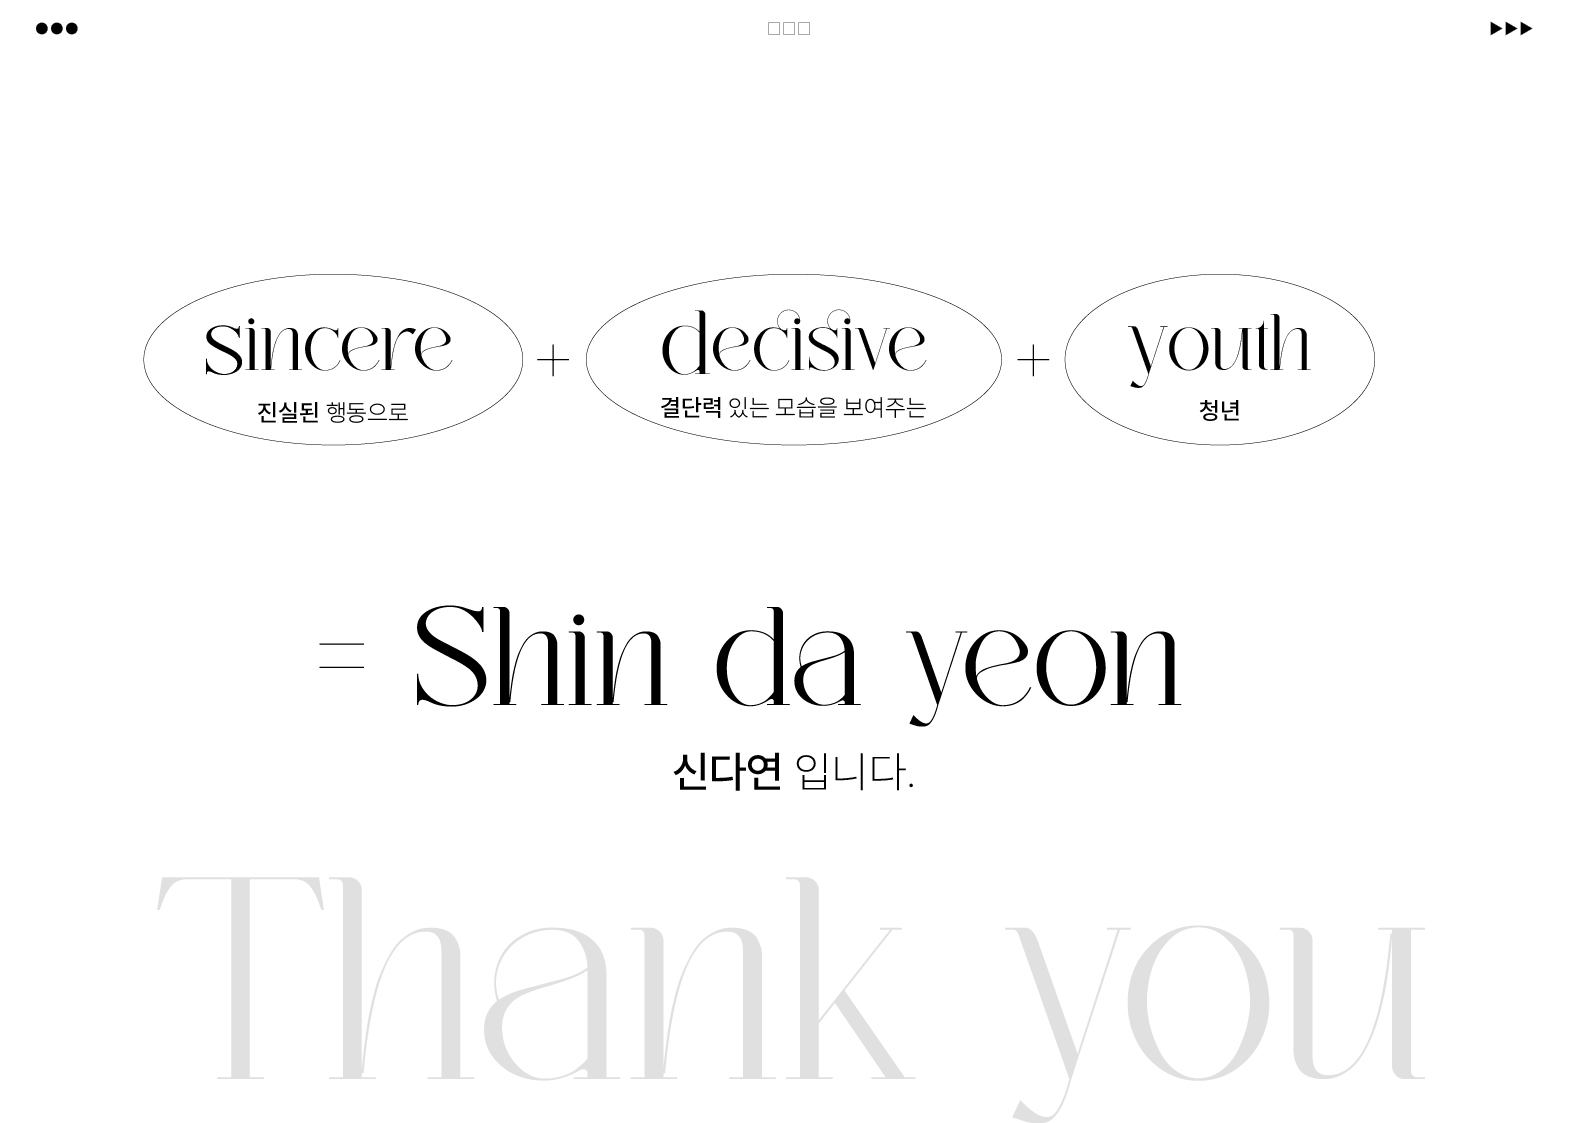 sincere + decisive + youth
진실된 행동으로 결단력 있는 모습을 보여주는 청년
= Shin da yeon
신다연 입니다.
Thank you